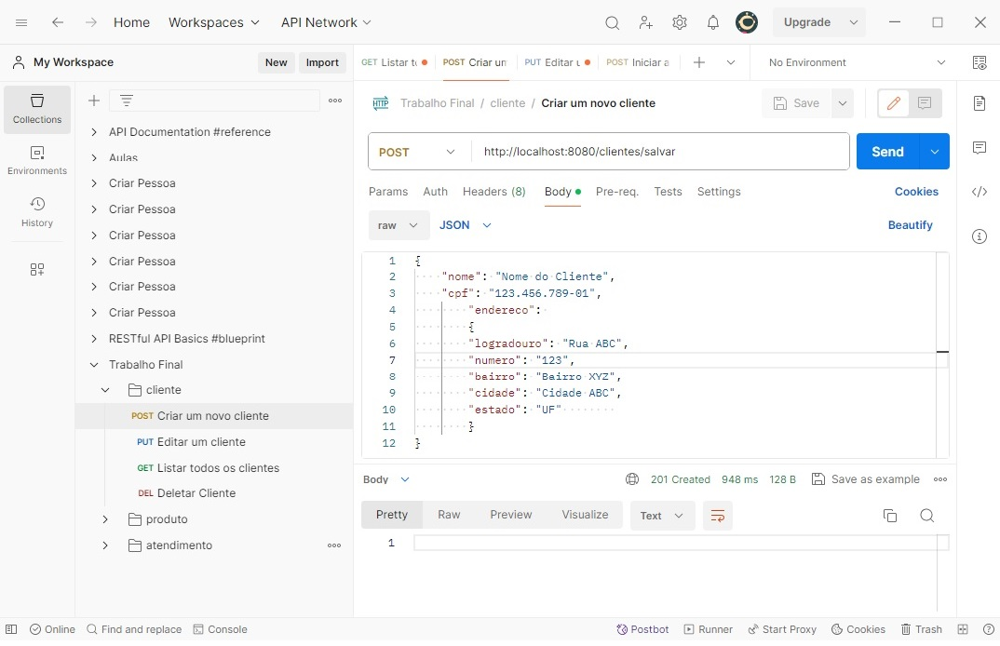 Home Workspaces API Network Upgrade
My Workspace New Import
GET Listar t POST Criar un PUT Editar u POST Iniciar a No Environment
Collections
Environments
History
API Documentation #reference
Aulas
Criar Pessoa
Criar Pessoa
Criar Pessoa
Criar Pessoa
Criar Pessoa
Criar Pessoa
RESTful API Basics #blueprint
Trabalho Final
cliente
POST Criar um novo cliente
PUT Editar um cliente
GET Listar todos os clientes
DEL Deletar Cliente
produto
atendimento
HTTP Trabalho Final / cliente / Criar um novo cliente Save
POST http://localhost:8080/clientes/salvar Send
Params Auth Headers (8) Body Pre-req. Tests Settings Cookies
raw JSON Beautify
1 {
2 "nome": "Nome do Cliente",
3 "cpf": "123.456.789-01",
4 "endereco":
5 {
6 "logradouro": "Rua ABC",
7 "numero": "123",
8 "bairro": "Bairro XYZ",
9 "cidade": "Cidade ABC",
10 "estado": "UF"
11 }
12 }
Body 201 Created 948 ms 128 B Save as example
Pretty Raw Preview Visualize Text
1
Online Find and replace Console Postbot Runner Start Proxy Cookies Trash